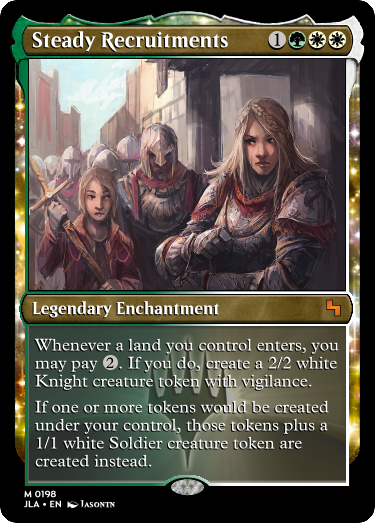 Steady Recruitments 1
Legendary Enchantment
Whenever a land you control enters, you
may pay 2. If you do, create a 2/2 white
Knight creature token with vigilance.
If one or more tokens would be created
under your control, those tokens plus a
1/1 white Soldier creature token are
created instead.
M 0198
JLA • EN Jasontn